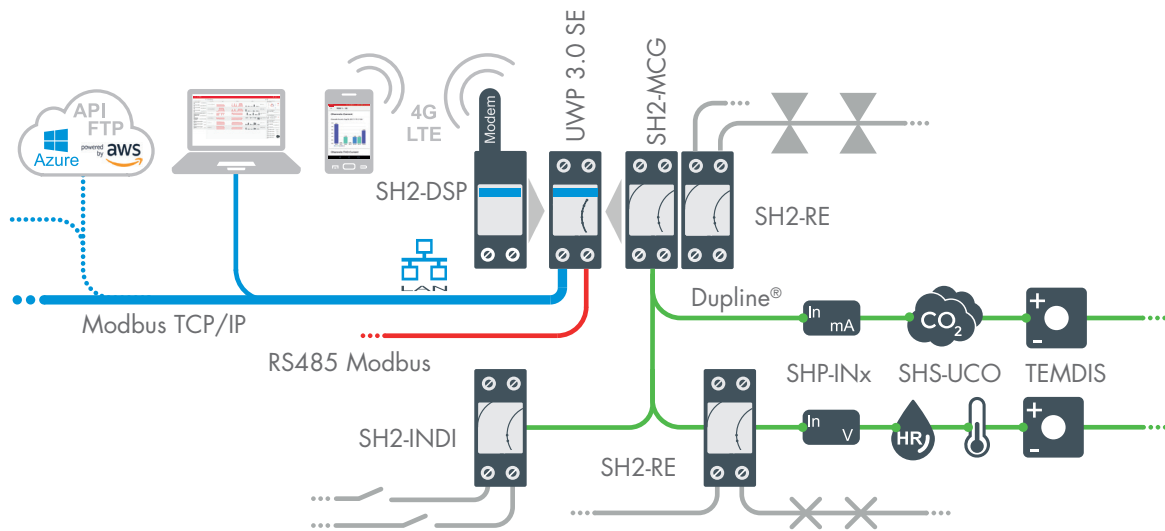 API
FTP
Azure
powered by aws
4G
LTE
Modem
UWP 3.0 SE
SH2-MCG
SH2-DSP
SH2-RE
LAN
Modbus TCP/IP
Dupline®
In
mA
CO2
+
-
RS485 Modbus
SHP-INx
SHS-UCO
TEMDIS
SH2-INDI
SH2-RE
In
V
HR
+
-